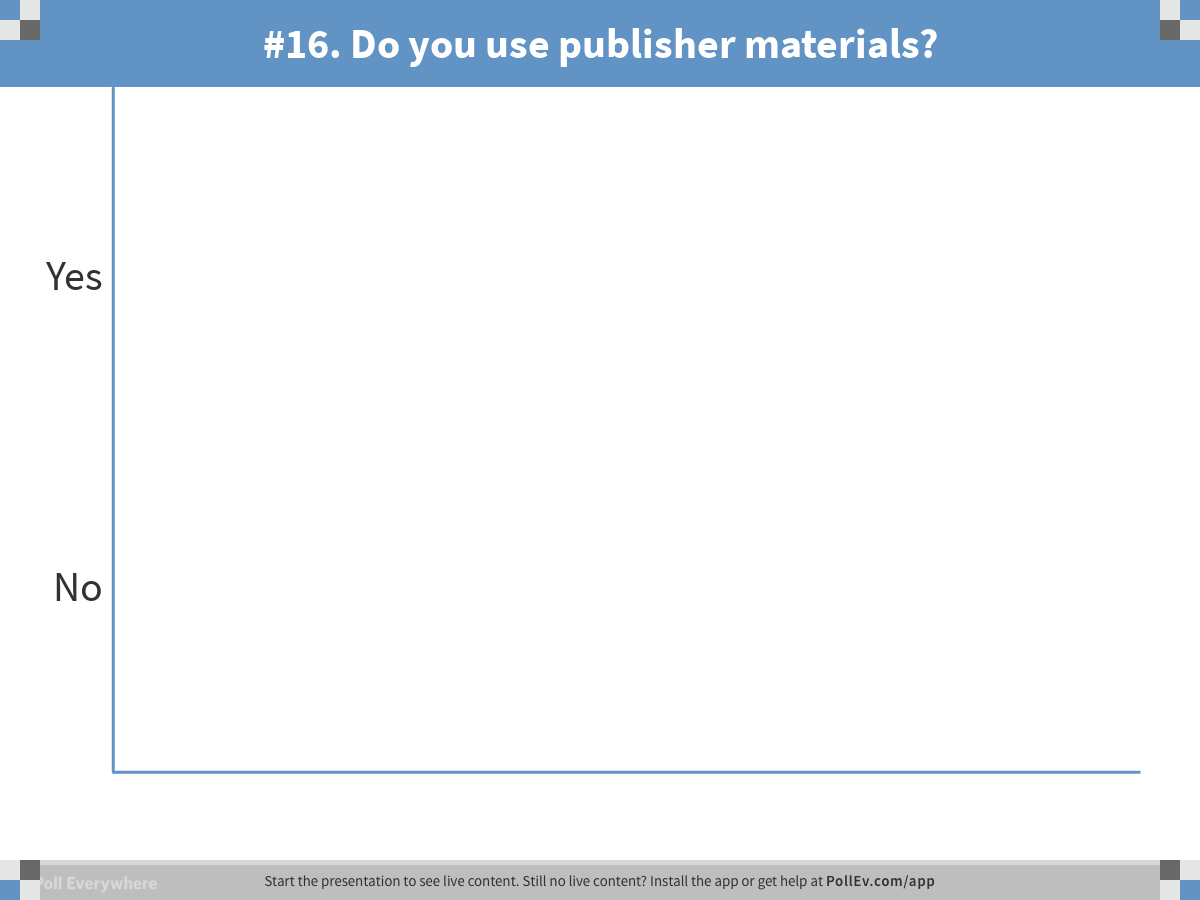 #16. Do you use publisher materials?
Yes
No
Poll Everywhere
Start the presentation to see live content. Still no live content? Install the app or get help at PollEv.com/app